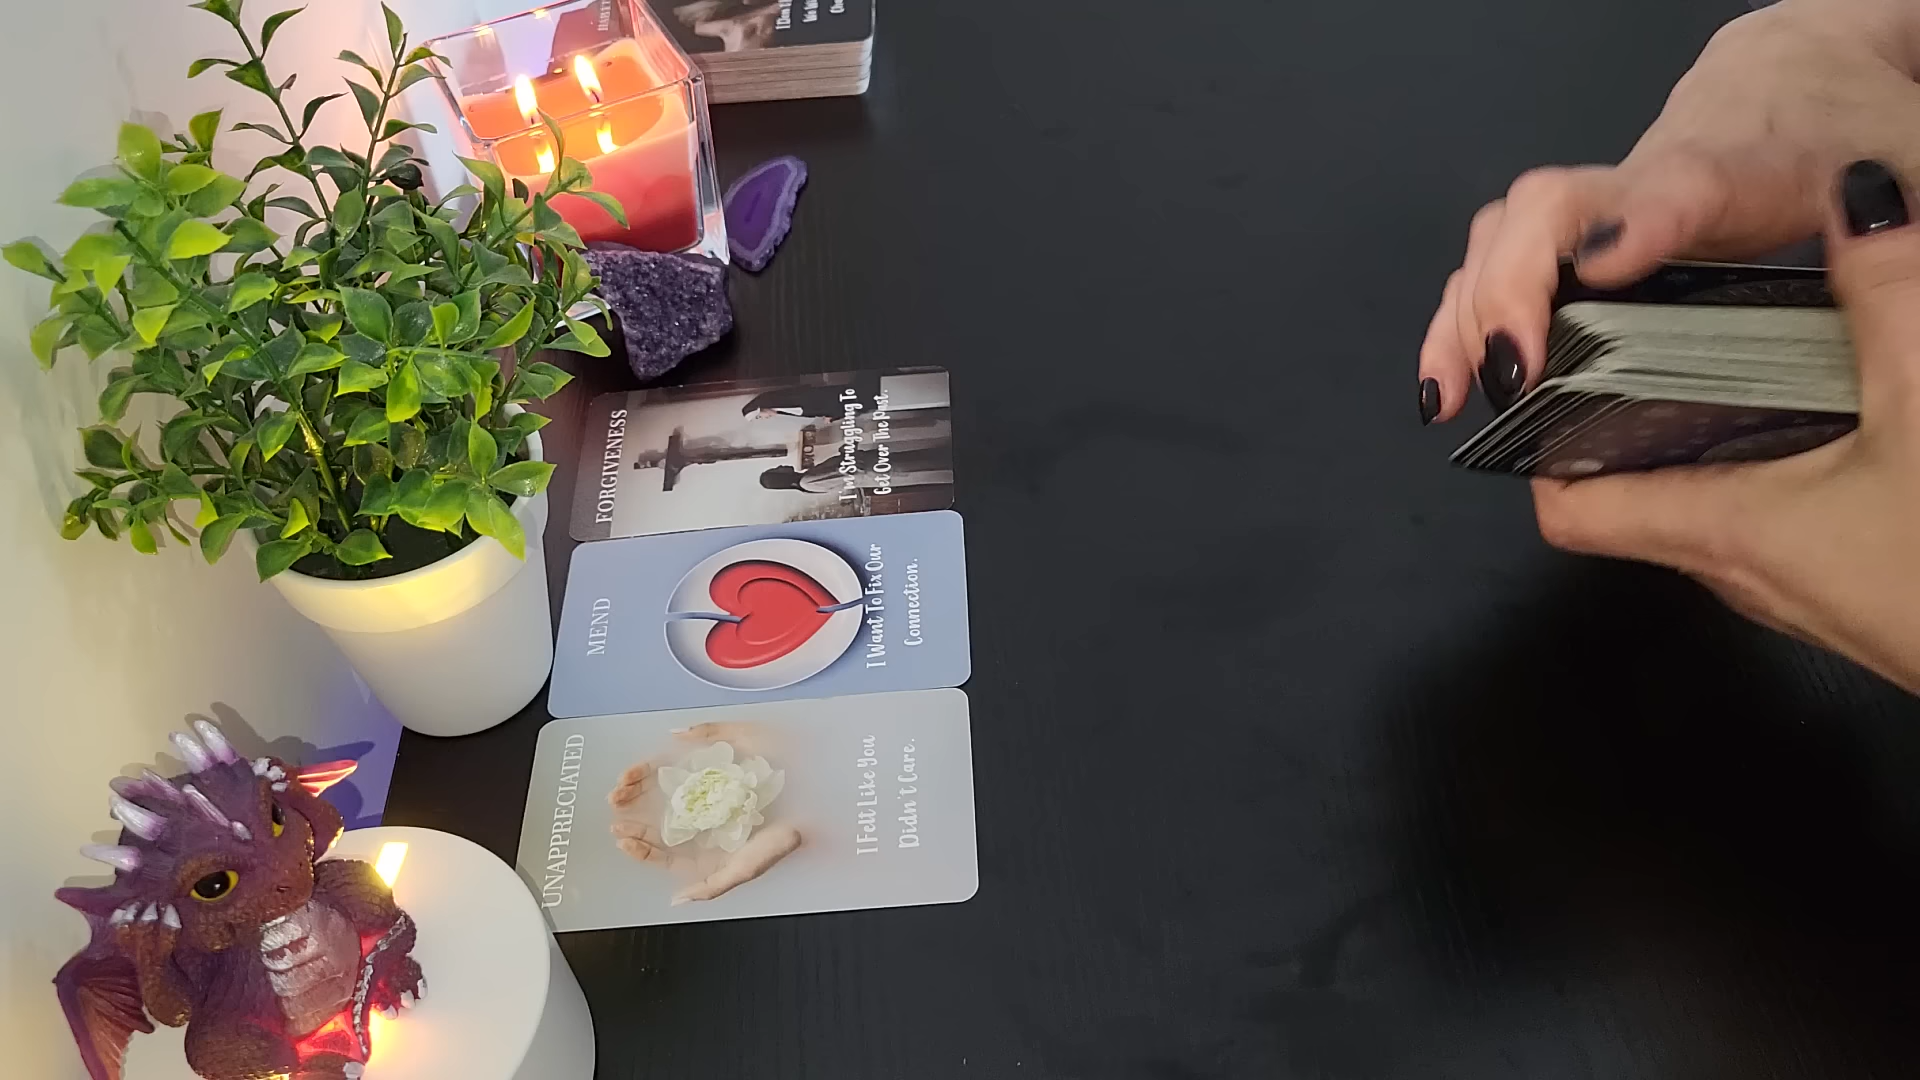 UNAPPRECIATED
I Felt Like You
Didn't Care.
MEND
I Want To Fix Our
Connection.
FORGIVENESS
I'm Struggling To
Get Over The Past.